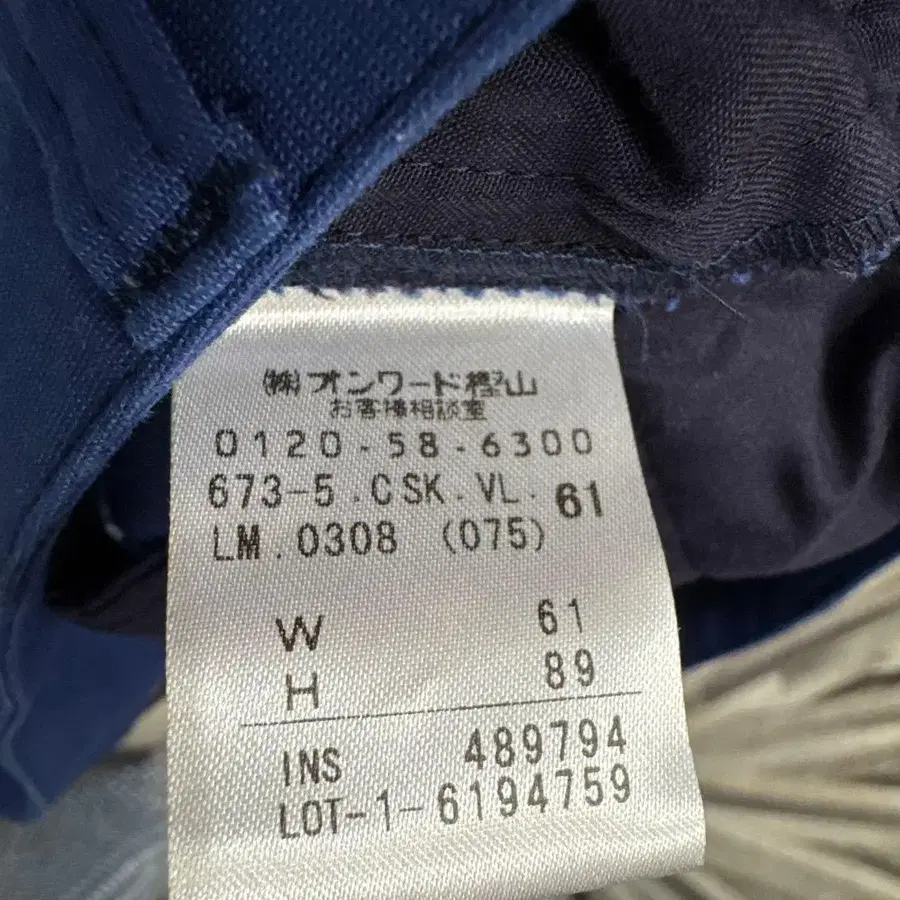 ㈱オンワード樫山
お客様相談室
0120-58-6300
673-5.CSK.VL.61
LM.0308 (075)
W 61
H 89
INS 489794
LOT-1-6194759